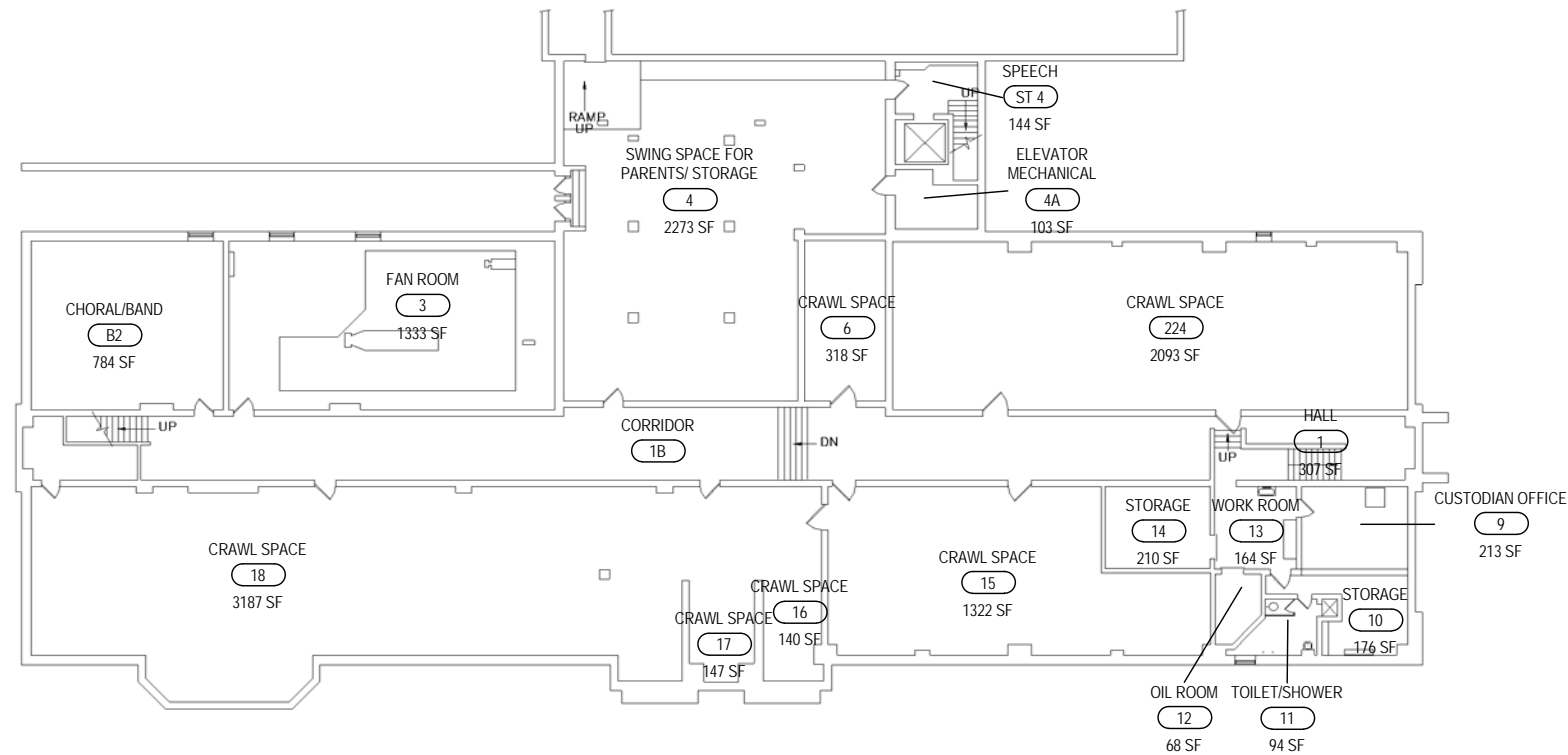 SPEECH
ST 4
144 SF
UP
RAMP
UP
SWING SPACE FOR
PARENTS/ STORAGE
4
2273 SF
ELEVATOR
MECHANICAL
4A
103 SF
CHORAL/BAND
B2
784 SF
FAN ROOM
3
1333 SF
CRAWL SPACE
6
318 SF
CRAWL SPACE
224
2093 SF
UP
CORRIDOR
1B
DN
UP
HALL
1
307 SF
CRAWL SPACE
18
3187 SF
CRAWL SPACE
17
147 SF
CRAWL SPACE
16
140 SF
CRAWL SPACE
15
1322 SF
STORAGE
14
210 SF
WORK ROOM
13
164 SF
CUSTODIAN OFFICE
9
213 SF
STORAGE
10
176 SF
OIL ROOM
12
68 SF
TOILET/SHOWER
11
94 SF